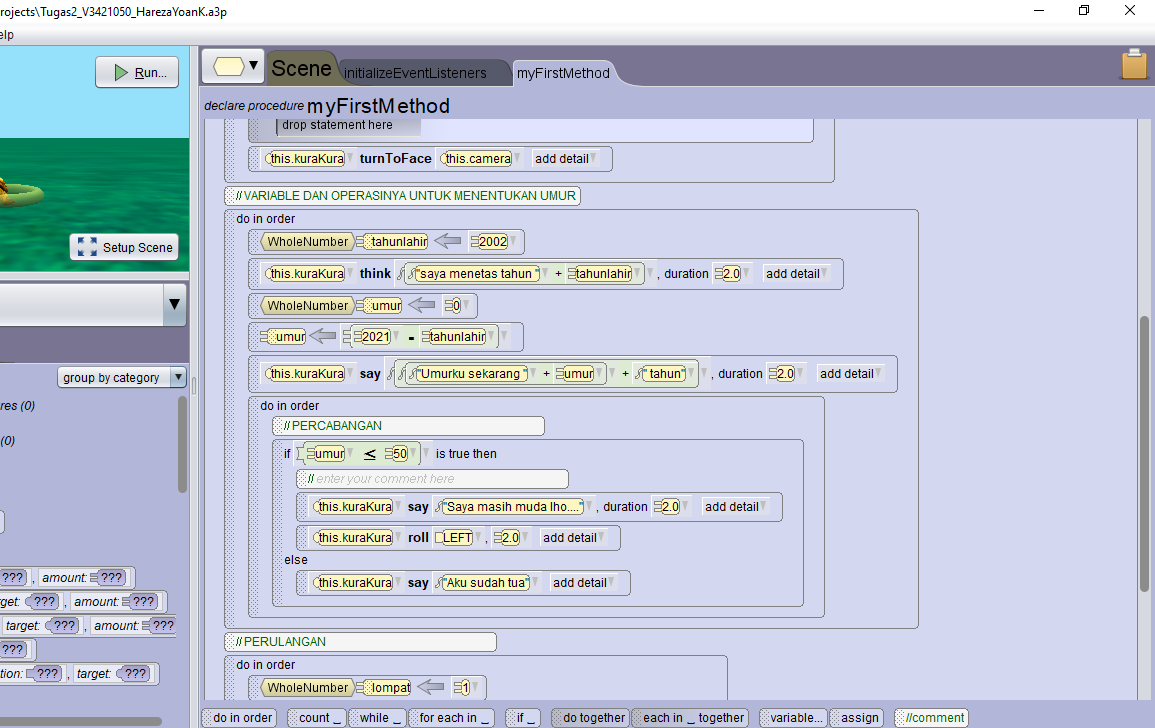 rojects\Tugas2_V3421050_HarezaYoanK.a3p
elp
Run...
Scene initializeEventListeners myFirstMethod
declare procedure myFirstMethod
drop statement here
this.kuraKura turnToFace this.camera add detail
//VARIABLE DAN OPERASINYA UNTUK MENENTUKAN UMUR
do in order
WholeNumber tahunlahir 2002
Setup Scene
this.kuraKura think "saya menetas tahun " + tahunlahir , duration 2.0 add detail
WholeNumber umur 0
umur 2021 - tahunlahir
this.kuraKura say "Umurku sekarang " + umur + " tahun" , duration 2.0 add detail
group by category
do in order
res (0)
//PERCABANGAN
(0)
if umur ≤ 50 is true then
// enter your comment here
this.kuraKura say "Saya masih muda lho...." , duration 2.0 add detail
this.kuraKura roll LEFT , 2.0 add detail
else
this.kuraKura say "Aku sudah tua" add detail
??? , amount: ???
get: ??? , amount: ???
target: ??? , amount: ???
???
tion: ??? , target: ???
//PERULANGAN
do in order
WholeNumber lompat 1
do in order count _ while _ for each in _ if _ do together each in _ together variable... assign //comment